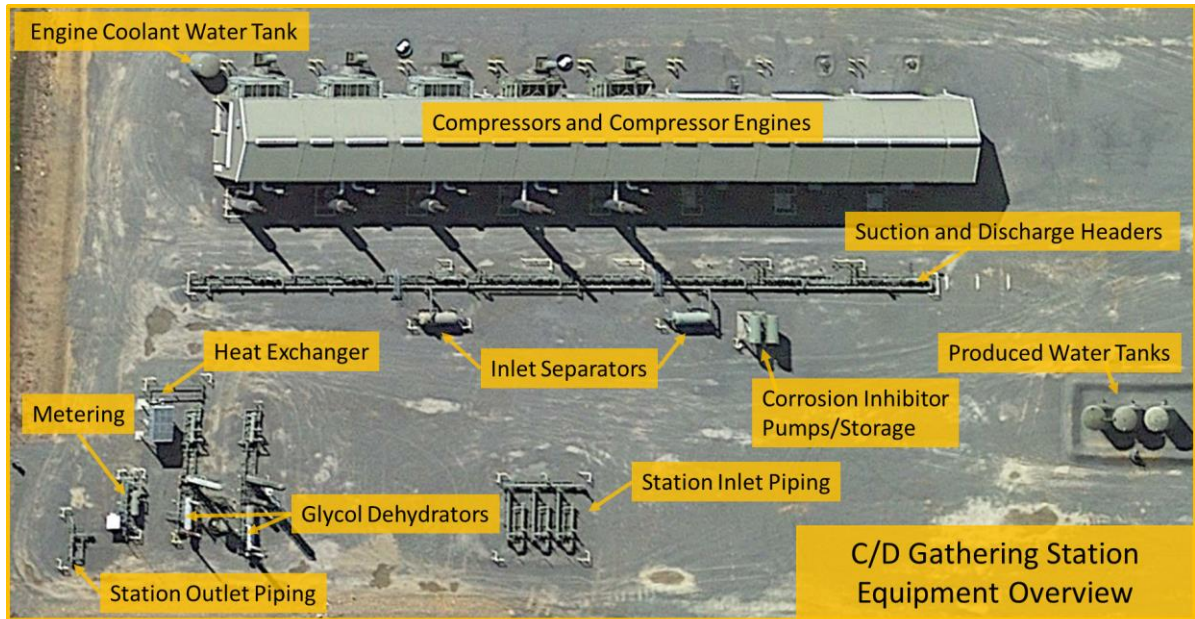 Engine Coolant Water Tank
Compressors and Compressor Engines
Suction and Discharge Headers
Heat Exchanger
Inlet Separators
Produced Water Tanks
Metering
Corrosion Inhibitor
Pumps/Storage
Station Inlet Piping
Glycol Dehydrators
Station Outlet Piping
C/D Gathering Station
Equipment Overview